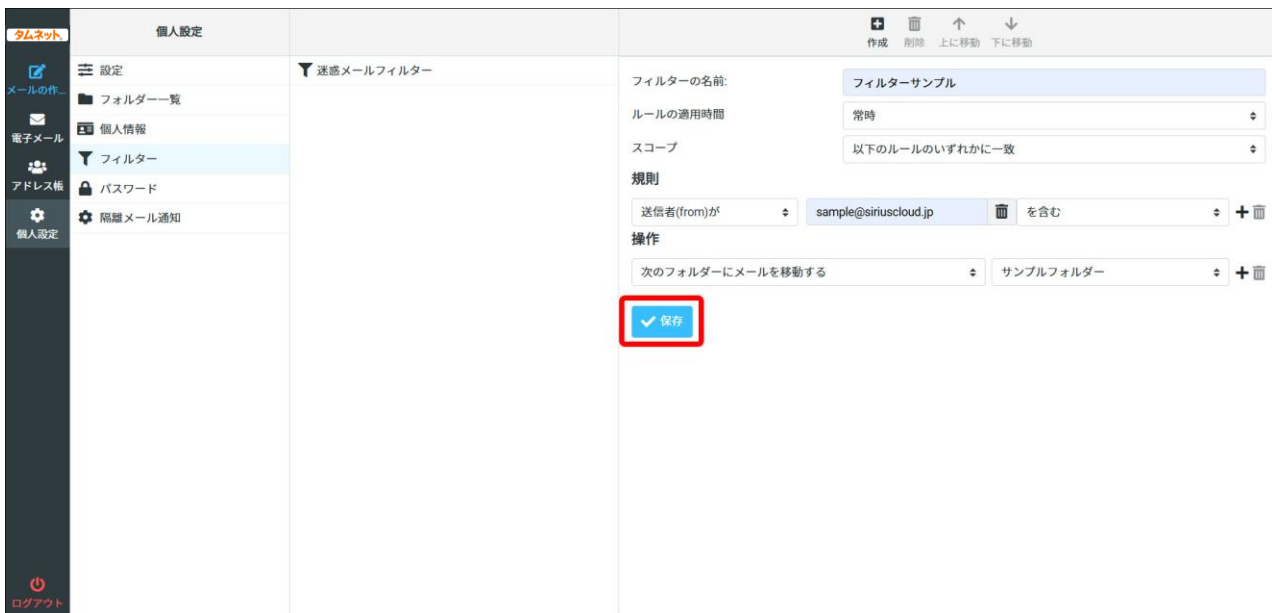 タムネット
メールの作...
電子メール
アドレス帳
個人設定
ログアウト
個人設定
設定
フォルダー一覧
個人情報
フィルター
パスワード
隔離メール通知
迷惑メールフィルター
作成 削除 上に移動 下に移動
フィルターの名前: フィルターサンプル
ルールの適用時間 常時
スコープ 以下のルールのいずれかに一致
規則
送信者(from)が sample@siriuscloud.jp を含む
操作
次のフォルダーにメールを移動する サンプルフォルダー
保存